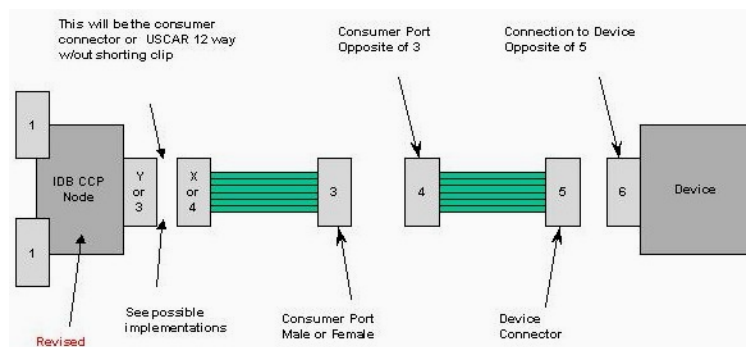 This will be the consumer
connector or USCAR 12 way
w/out shorting clip
Consumer Port
Opposite of 3
Connection to Device
Opposite of 5
1
IDB CCP
Node
1
Y
or
3
X
or
4
3
4
5
6
Device
Revised
See possible
implementations
Consumer Port
Male or Female
Device
Connector